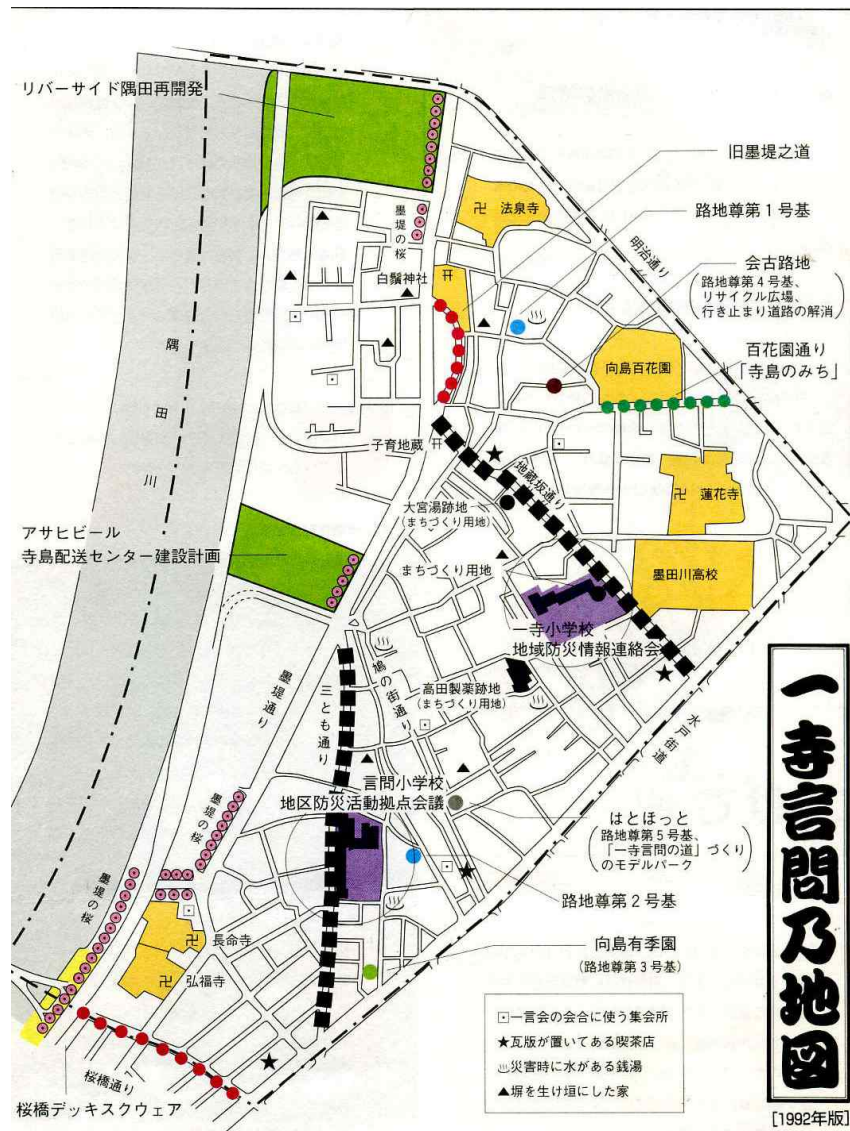 リバーサイド隅田再開発
旧墨堤之道
卍 法泉寺
路地尊第1号基
墨堤の桜
明治通り
会古路地
(路地尊第4号基、
リサイクル広場、
行き止まり道路の解消)
白鬚神社
向島百花園
百花園通り
「寺島のみち」
隅田川
子育地蔵
地蔵坂通り
卍 蓮花寺
大宮湯跡地
(まちづくり用地)
アサヒビール
寺島配送センター建設計画
まちづくり用地
墨田川高校
一寺小学校
地域防災情報連絡会
鳩の街通り
墨堤通り
三とも通り
高田製薬跡地
(まちづくり用地)
水戸街道
言問小学校
地区防災活動拠点会議
はとほっと
(路地尊第5号基、
「一寺言問の道」づくり
のモデルパーク)
墨堤の桜
墨堤の桜
路地尊第2号基
卍 長命寺
向島有季園
(路地尊第3号基)
卍 弘福寺
桜橋通り
桜橋デッキスクウェア
⊡一言会の会合に使う集会所
★瓦版が置いてある喫茶店
♨災害時に水がある銭湯
▲塀を生け垣にした家
一寺言問乃地図
[1992年版]